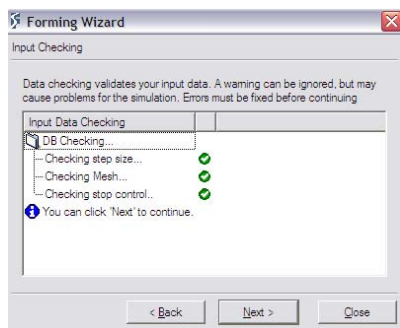 Forming Wizard
Input Checking
Data checking validates your input data. A warning can be ignored, but may
cause problems for the simulation. Errors must be fixed before continuing
Input Data Checking
DB Checking...
Checking step size...
Checking Mesh...
Checking stop control..
You can click 'Next' to continue.
< Back Next > Close